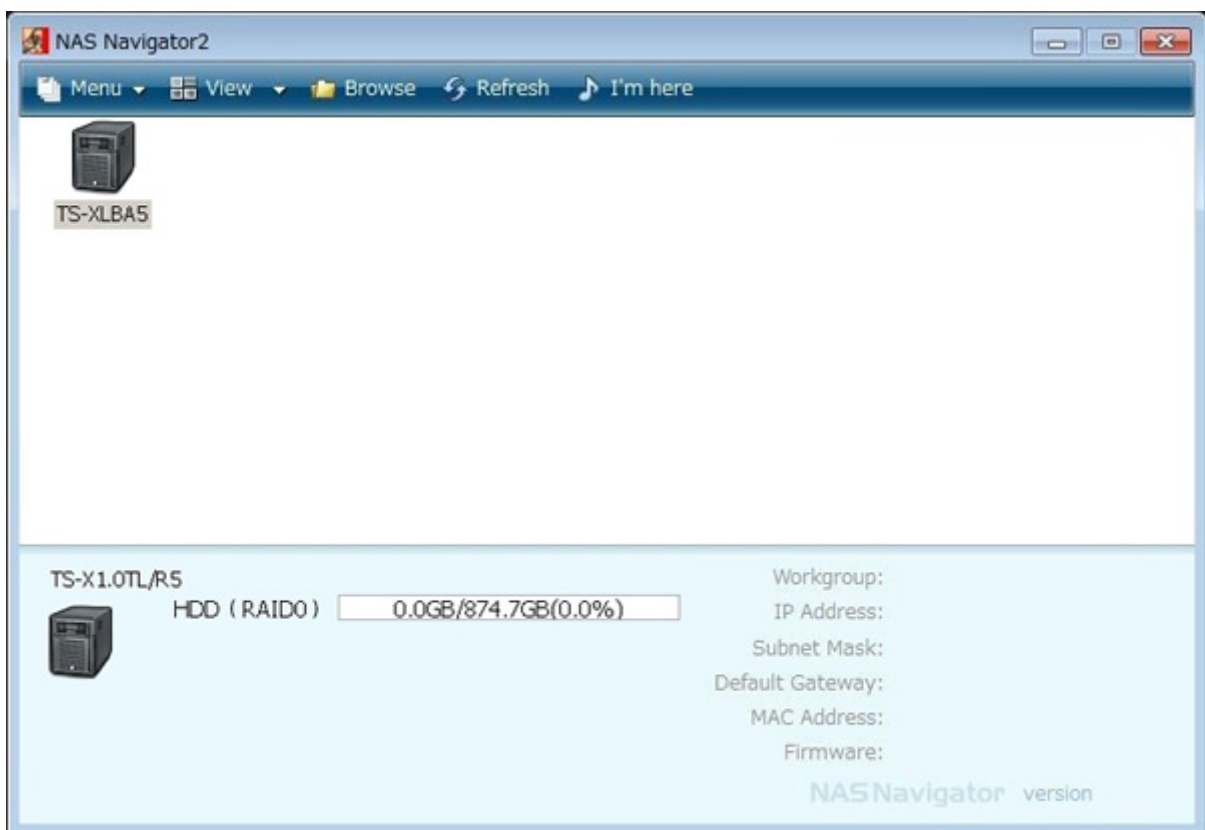 NAS Navigator2
Menu View Browse Refresh I'm here
TS-XLBA5
TS-X1.0TL/R5
HDD (RAID0) 0.0GB/874.7GB(0.0%)
Workgroup:
IP Address:
Subnet Mask:
Default Gateway:
MAC Address:
Firmware:
NASNavigator version